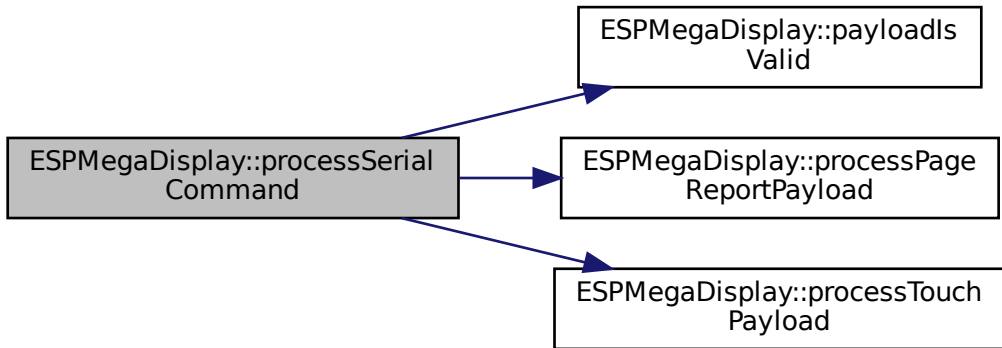 ESPMegaDisplay::payloadIs
Valid
ESPMegaDisplay::processSerial
Command
ESPMegaDisplay::processPage
ReportPayload
ESPMegaDisplay::processTouch
Payload